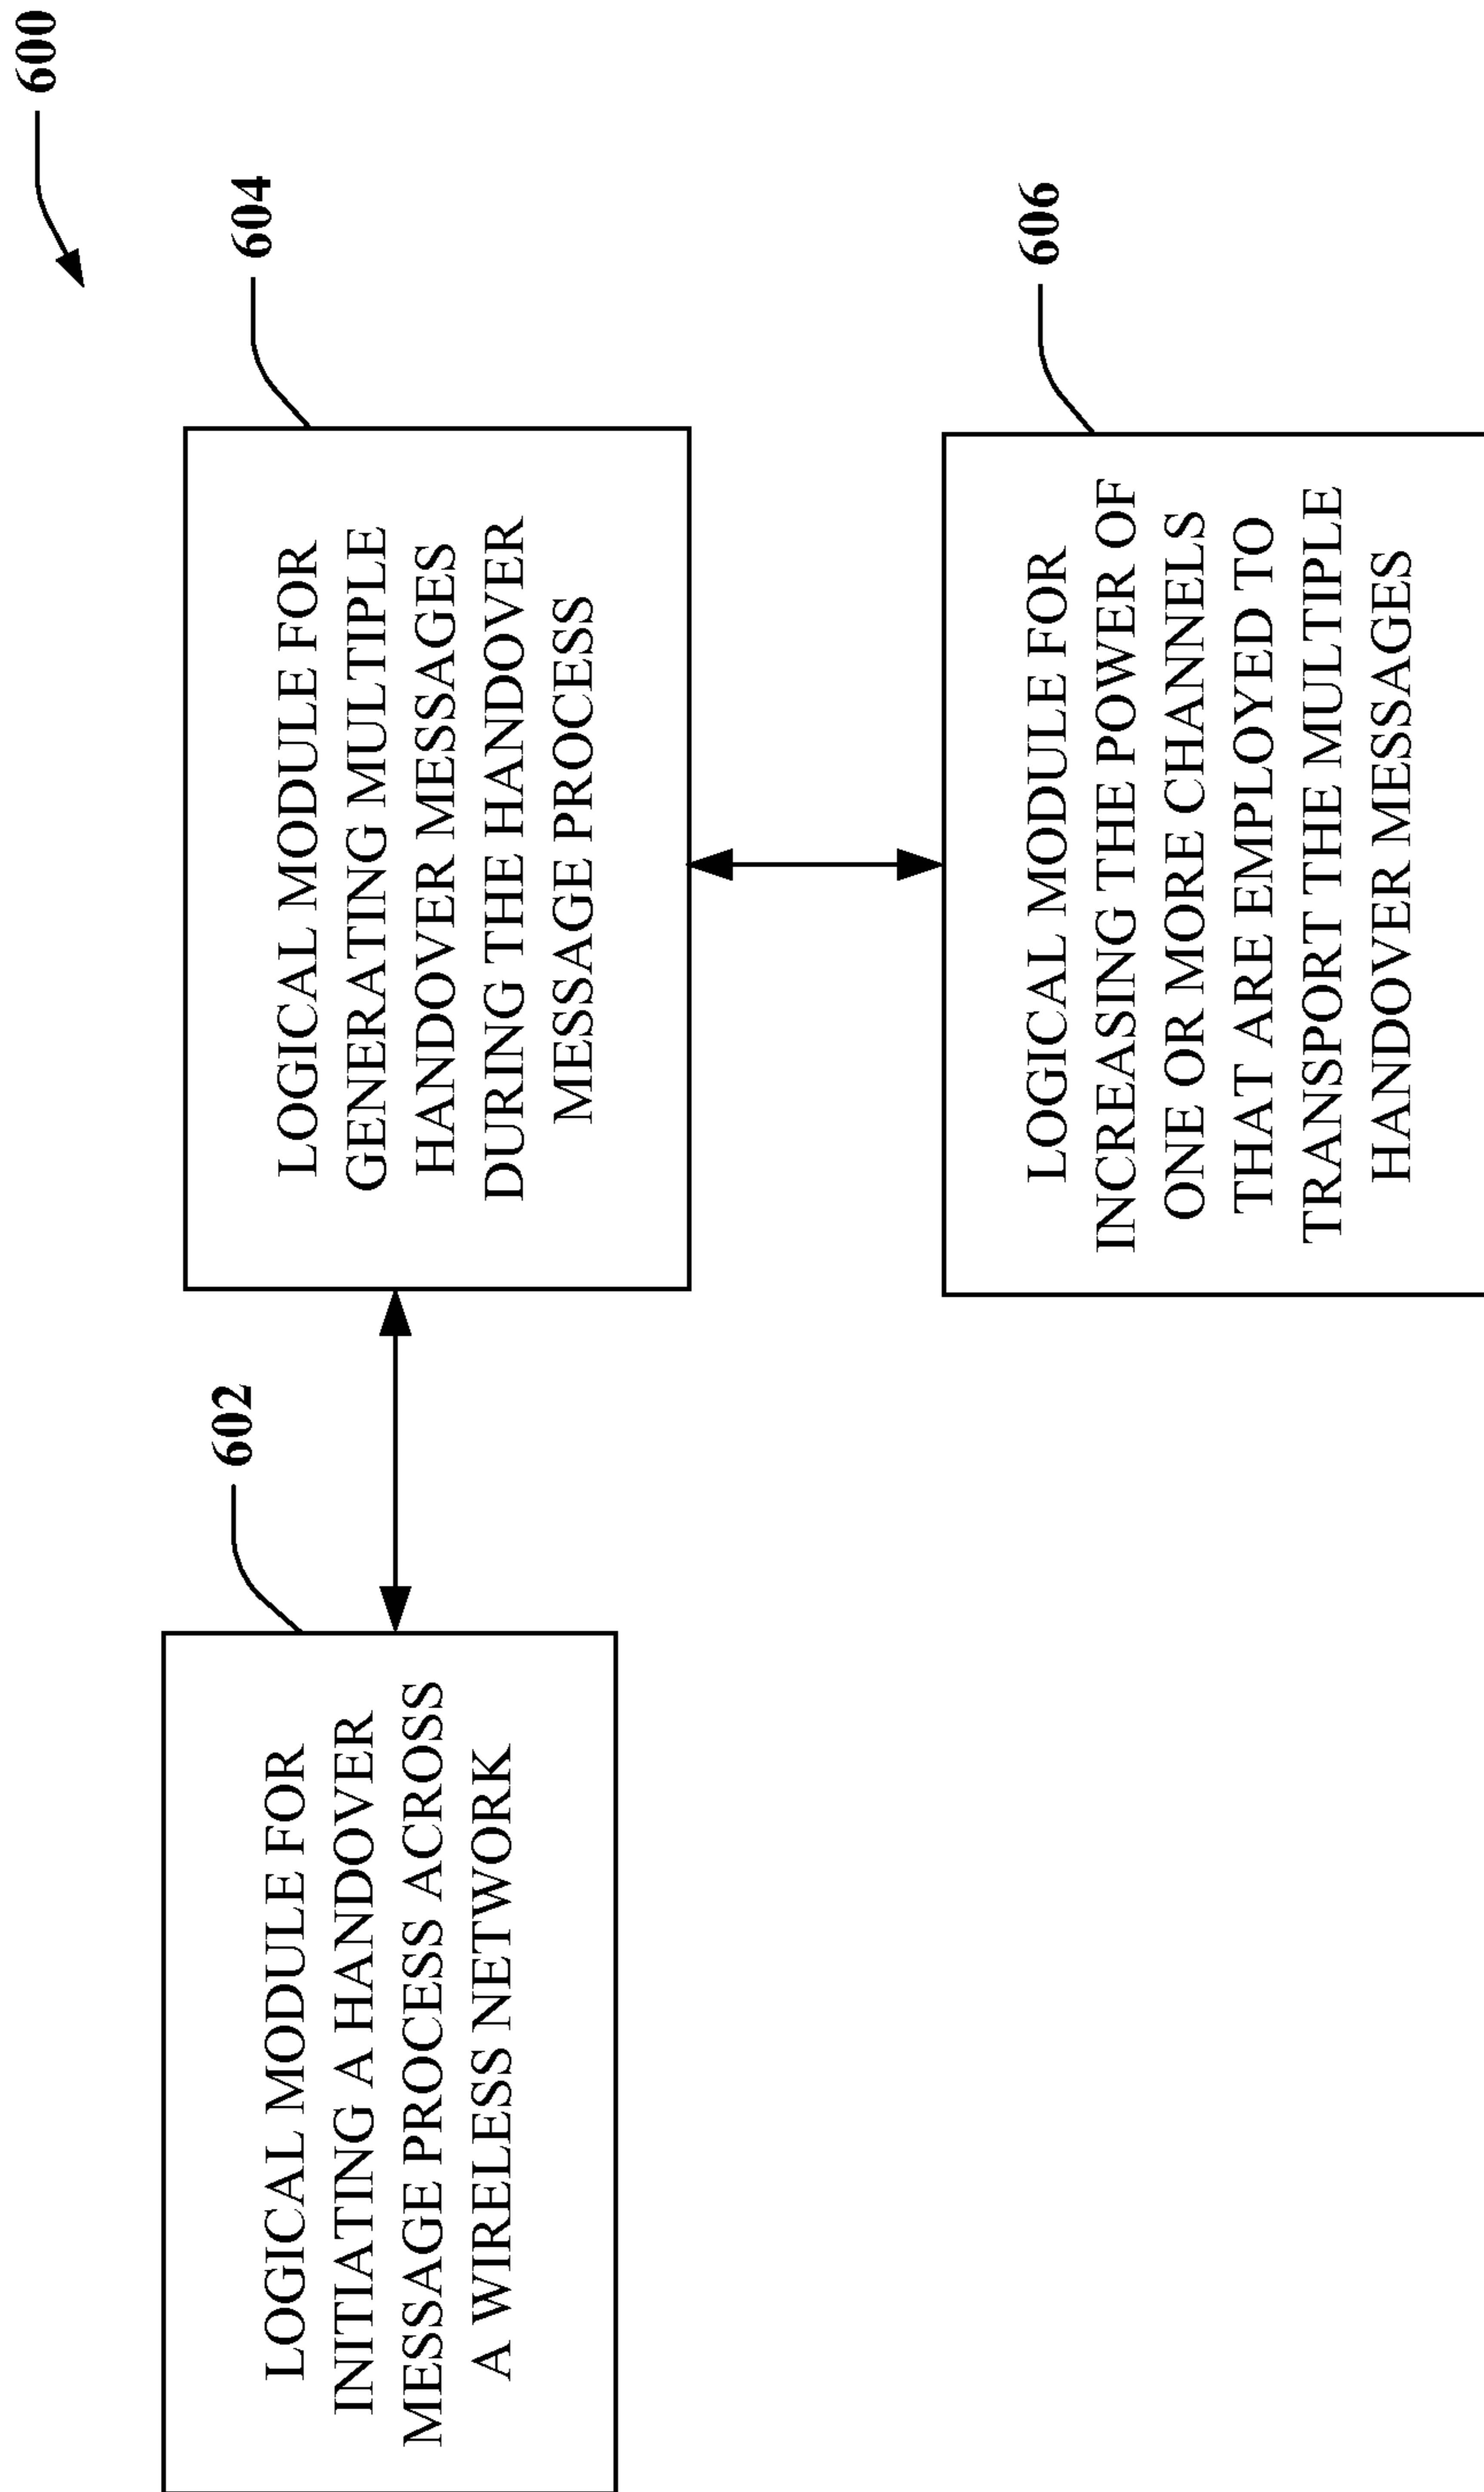 600
602
LOGICAL MODULE FOR
INITIATING A HANDOVER
MESSAGE PROCESS ACROSS
A WIRELESS NETWORK
604
LOGICAL MODULE FOR
GENERATING MULTIPLE
HANDOVER MESSAGES
DURING THE HANDOVER
MESSAGE PROCESS
606
LOGICAL MODULE FOR
INCREASING THE POWER OF
ONE OR MORE CHANNELS
THAT ARE EMPLOYED TO
TRANSPORT THE MULTIPLE
HANDOVER MESSAGES